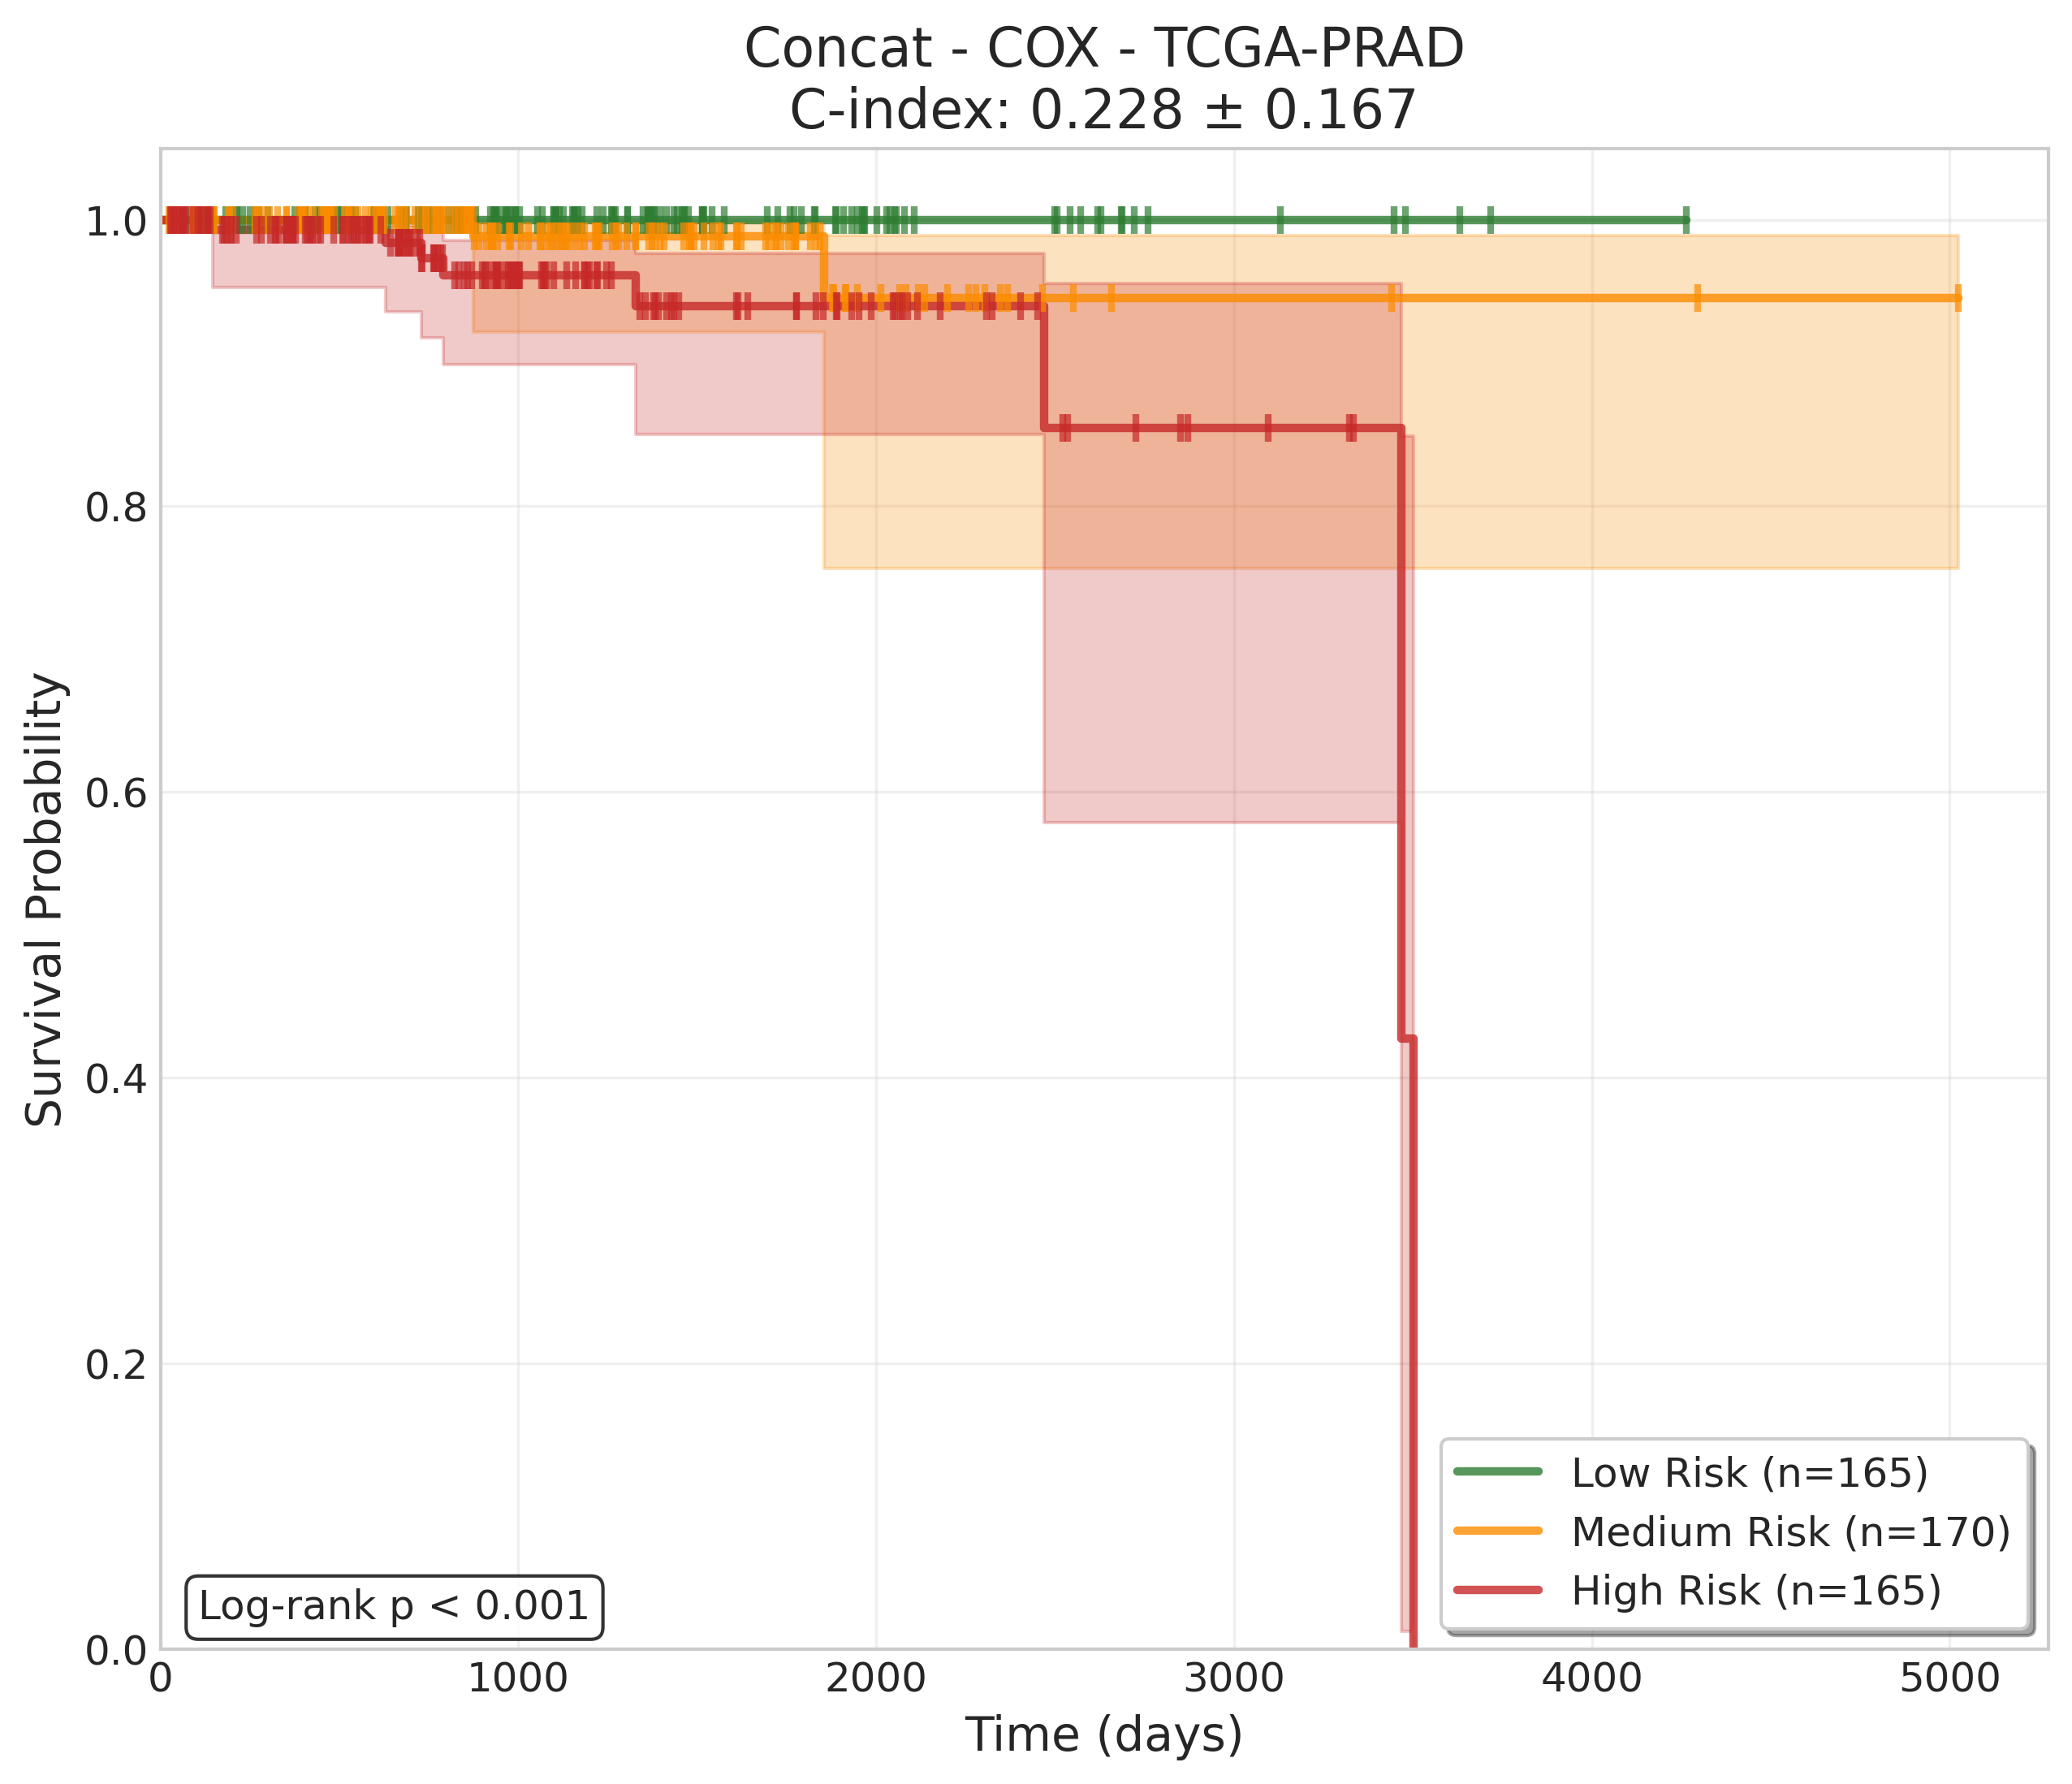 Concat - COX - TCGA-PRAD
C-index: 0.228 ± 0.167
Survival Probability
1.0
0.8
0.6
0.4
0.2
0.0
Log-rank p < 0.001
Low Risk (n=165)
Medium Risk (n=170)
High Risk (n=165)
0 1000 2000 3000 4000 5000
Time (days)